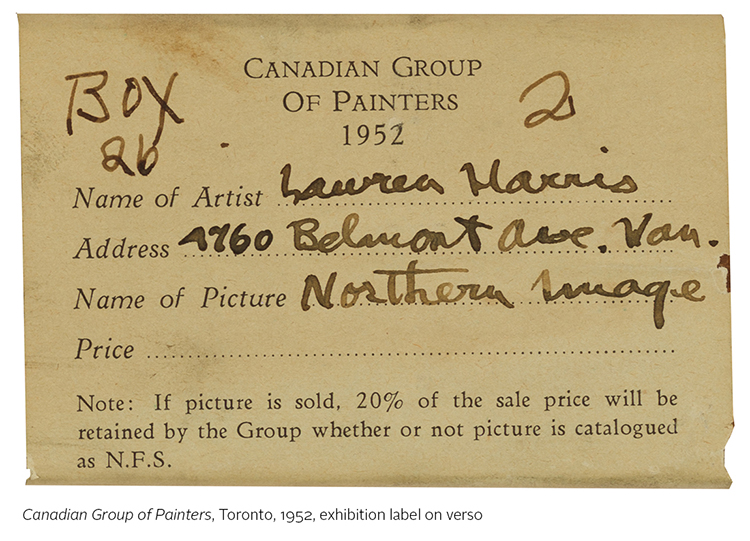 CANADIAN GROUP
OF PAINTERS
1952
BOX
2b
2
Name of Artist Lawren Harris
Address 4760 Belmont Ave. Van.
Name of Picture Northern Image
Price
Note: If picture is sold, 20% of the sale price will be
retained by the Group whether or not picture is catalogued
as N.F.S.
Canadian Group of Painters, Toronto, 1952, exhibition label on verso